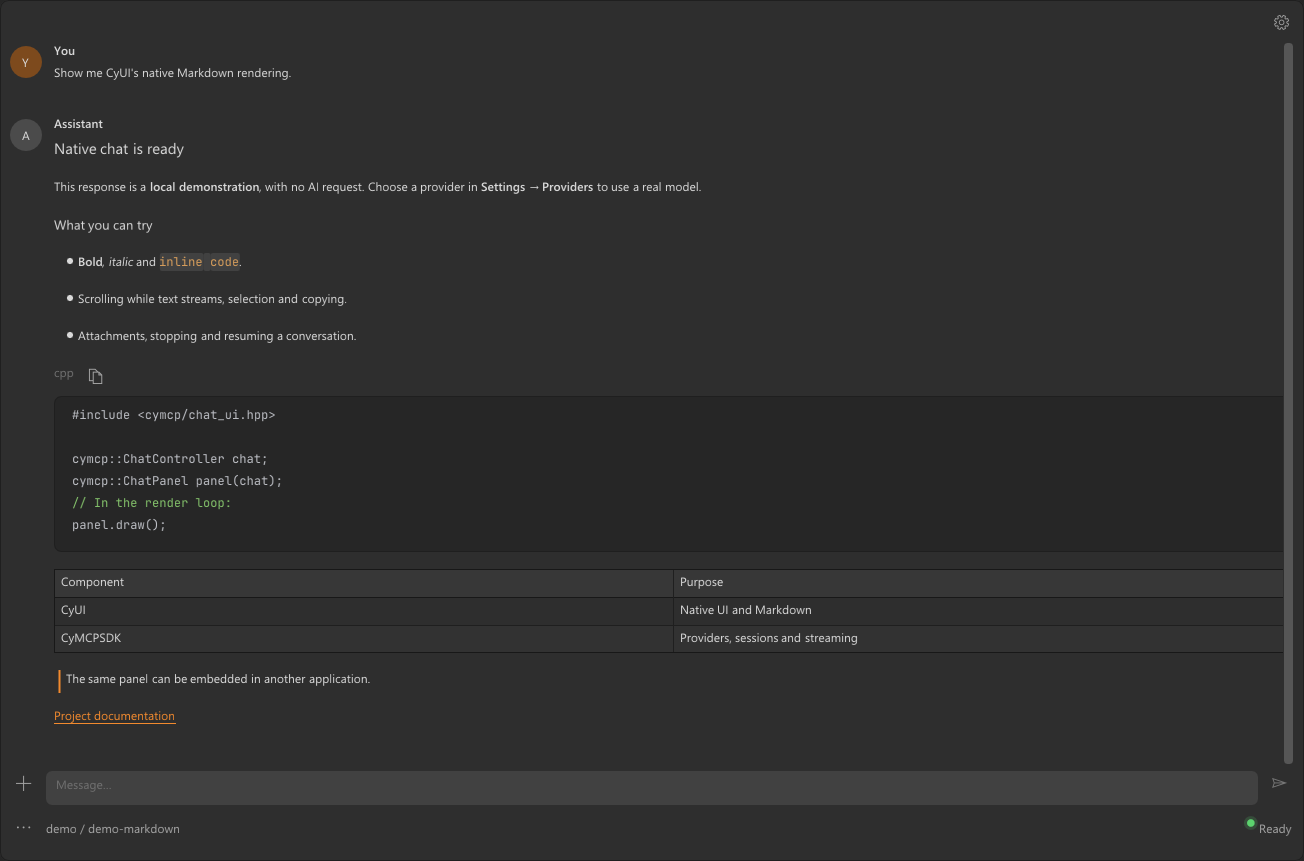 You
Y
Show me CyUI's native Markdown rendering.
Assistant
A
Native chat is ready
This response is a local demonstration, with no AI request. Choose a provider in Settings → Providers to use a real model.
What you can try
● Bold, italic and inline code.
● Scrolling while text streams, selection and copying.
● Attachments, stopping and resuming a conversation.
cpp
#include <cymcp/chat_ui.hpp>
cymcp::ChatController chat;
cymcp::ChatPanel panel(chat);
// In the render loop:
panel.draw();
Component Purpose
CyUI Native UI and Markdown
CyMCPSDK Providers, sessions and streaming
The same panel can be embedded in another application.
Project documentation
Message...
demo / demo-markdown
Ready